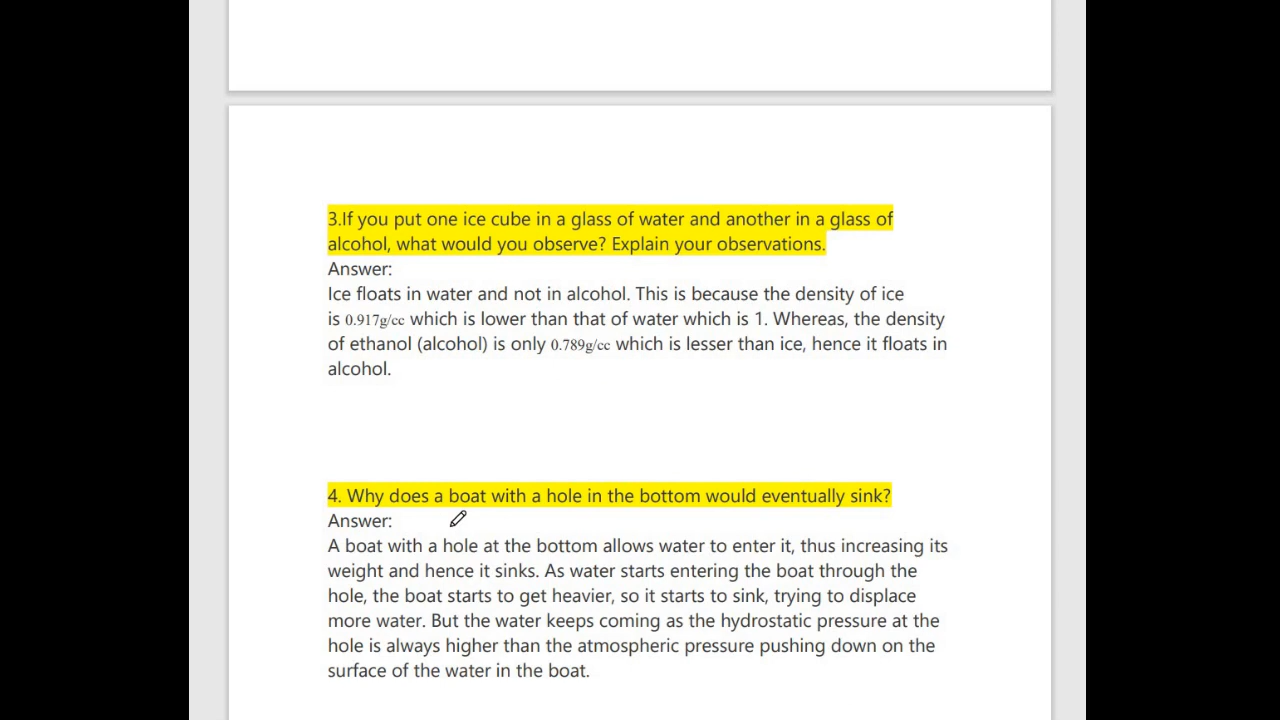 3.If you put one ice cube in a glass of water and another in a glass of
alcohol, what would you observe? Explain your observations.
Answer:
Ice floats in water and not in alcohol. This is because the density of ice
is 0.917g/cc which is lower than that of water which is 1. Whereas, the density
of ethanol (alcohol) is only 0.789g/cc which is lesser than ice, hence it floats in
alcohol.
4. Why does a boat with a hole in the bottom would eventually sink?
Answer:
A boat with a hole at the bottom allows water to enter it, thus increasing its
weight and hence it sinks. As water starts entering the boat through the
hole, the boat starts to get heavier, so it starts to sink, trying to displace
more water. But the water keeps coming as the hydrostatic pressure at the
hole is always higher than the atmospheric pressure pushing down on the
surface of the water in the boat.